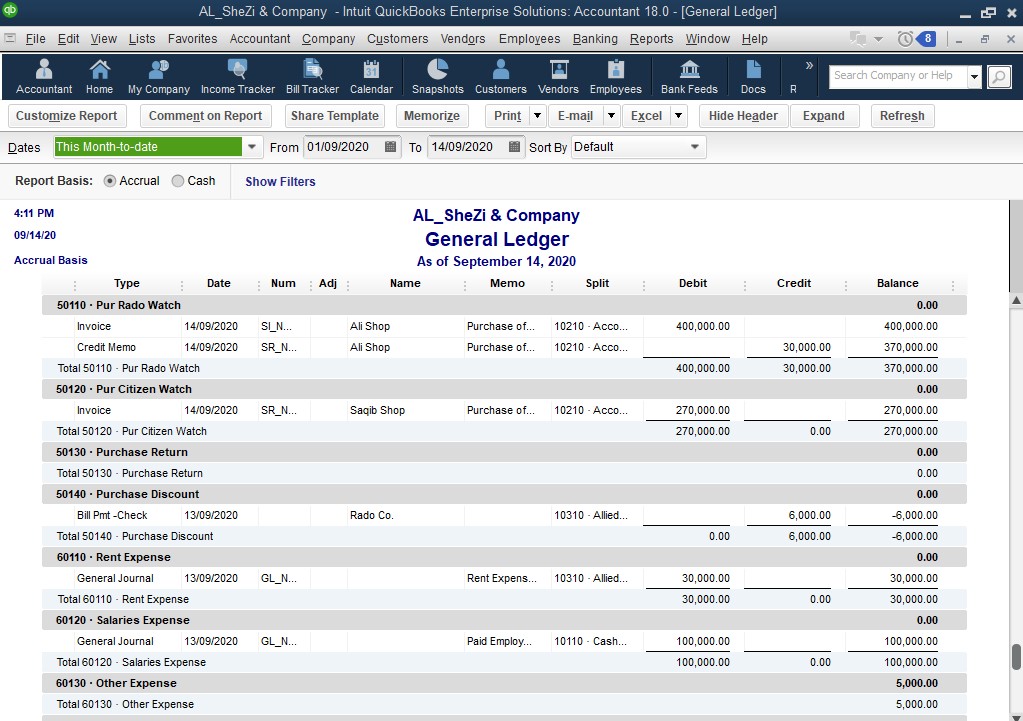 qb AL_SheZi & Company - Intuit QuickBooks Enterprise Solutions: Accountant 18.0 - [General Ledger]
File Edit View Lists Favorites Accountant Company Customers Vendors Employees Banking Reports Window Help 8
31
Accountant Home My Company Income Tracker Bill Tracker Calendar Snapshots Customers Vendors Employees Bank Feeds Docs R » Search Company or Help
Customize Report Comment on Report Share Template Memorize Print E-mail Excel Hide Header Expand Refresh
Dates This Month-to-date From 01/09/2020 To 14/09/2020 Sort By Default
Report Basis: Accrual Cash Show Filters
4:11 PM AL_SheZi & Company
09/14/20 General Ledger
Accrual Basis As of September 14, 2020
Type Date Num Adj Name Memo Split Debit Credit Balance
50110 · Pur Rado Watch 0.00
Invoice 14/09/2020 SI_N... Ali Shop Purchase of... 10210 · Acco... 400,000.00 400,000.00
Credit Memo 14/09/2020 SR_N... Ali Shop Purchase of... 10210 · Acco... 30,000.00 370,000.00
Total 50110 · Pur Rado Watch 400,000.00 30,000.00 370,000.00
50120 · Pur Citizen Watch 0.00
Invoice 14/09/2020 SR_N... Saqib Shop Purchase of... 10210 · Acco... 270,000.00 270,000.00
Total 50120 · Pur Citizen Watch 270,000.00 0.00 270,000.00
50130 · Purchase Return 0.00
Total 50130 · Purchase Return 0.00
50140 · Purchase Discount 0.00
Bill Pmt -Check 13/09/2020 Rado Co. 10310 · Allied... 6,000.00 -6,000.00
Total 50140 · Purchase Discount 0.00 6,000.00 -6,000.00
60110 · Rent Expense 0.00
General Journal 13/09/2020 GL_N... Rent Expens... 10310 · Allied... 30,000.00 30,000.00
Total 60110 · Rent Expense 30,000.00 0.00 30,000.00
60120 · Salaries Expense 0.00
General Journal 13/09/2020 GL_N... Paid Employ... 10110 · Cash... 100,000.00 100,000.00
Total 60120 · Salaries Expense 100,000.00 0.00 100,000.00
60130 · Other Expense 5,000.00
Total 60130 · Other Expense 5,000.00